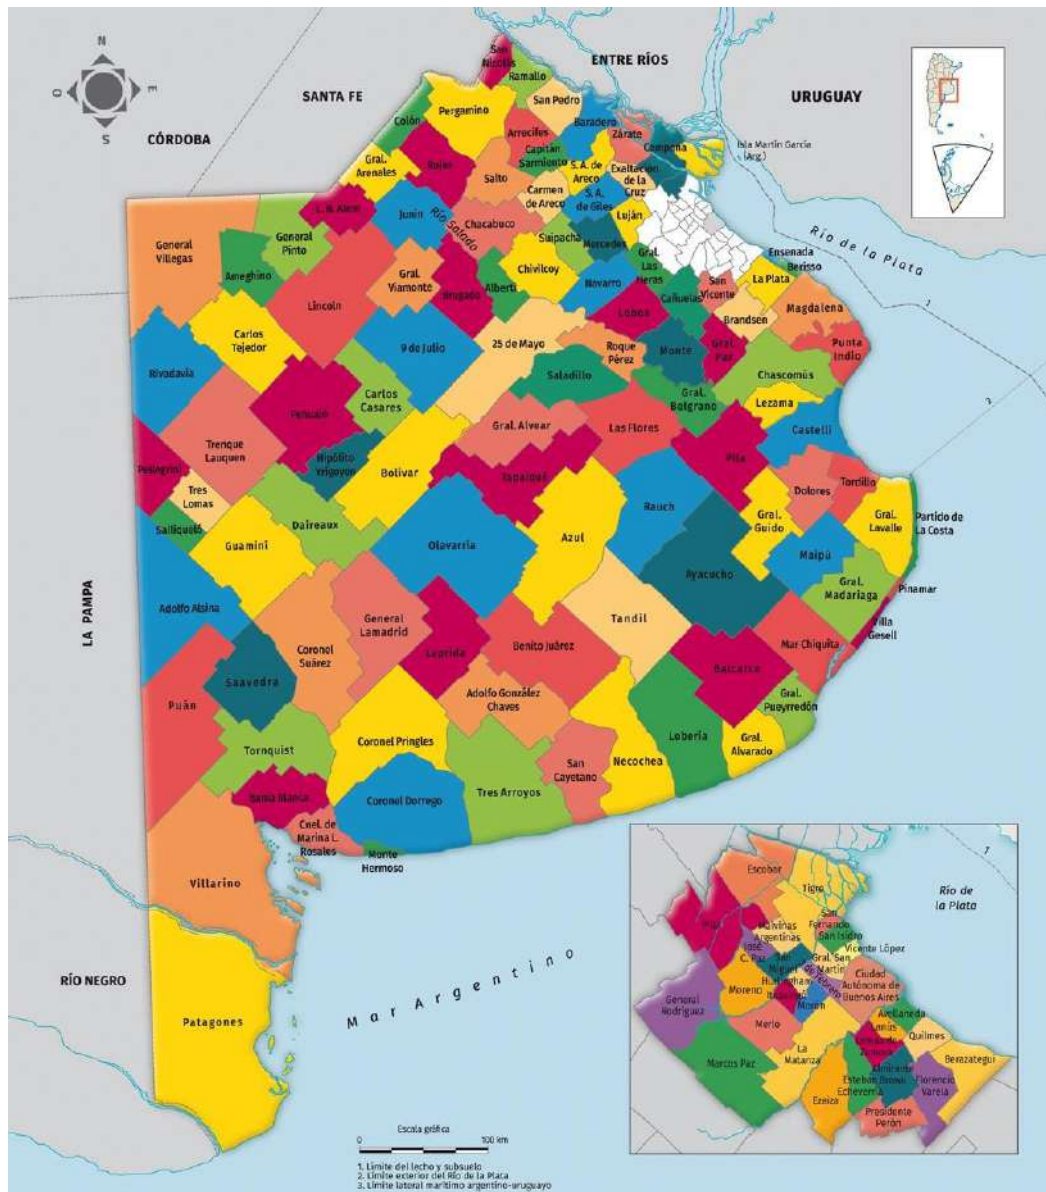 N
O
E
S
SANTA FE
ENTRE RÍOS
URUGUAY
CÓRDOBA
LA PAMPA
RÍO NEGRO
Isla Martín García
(Arg.)
Río de la Plata
1
2
San
Nicolás
Ramallo
San Pedro
Pergamino
Colón
Arrecifes
Baradero
Zárate
Campana
Capitán
Sarmiento
Gral.
Arenales
Rojas
Salto
S. A. de
Areco
Exaltación
de la
Cruz
Carmen
de Areco
S. A.
de Giles
Luján
L. N. Alem
Junín
Río Salado
Chacabuco
Suipacha
Mercedes
General
Villegas
General
Pinto
Ameghino
Lincoln
Gral.
Viamonte
Bragado
Alberti
Chivilcoy
Navarro
Gral.
Las
Heras
Ensenada
Berisso
La Plata
San
Vicente
Cañuelas
Lobos
Brandsen
Magdalena
Carlos
Tejedor
9 de Julio
25 de Mayo
Roque
Pérez
Monte
Gral.
Paz
Punta
Indio
Rivadavia
Carlos
Casares
Saladillo
Chascomús
Gral.
Belgrano
Lezama
Pehuajó
Trenque
Lauquen
Gral. Alvear
Las Flores
Castelli
Pellegrini
Hipólito
Yrigoyen
Bolívar
Tapalqué
Pila
Tres
Lomas
Dolores
Tordillo
Salliqueló
Daireaux
Rauch
Gral.
Guido
Gral.
Lavalle
Partido de
La Costa
Guaminí
Olavarría
Azul
Maipú
Ayacucho
Gral.
Madariaga
Pinamar
Adolfo Alsina
General
Lamadrid
Tandil
Villa
Gesell
Coronel
Suárez
Laprida
Benito Juárez
Mar Chiquita
Saavedra
Balcarce
Puán
Adolfo González
Chaves
Gral.
Pueyrredón
Tornquist
Coronel Pringles
Necochea
Lobería
Gral.
Alvarado
San
Cayetano
Bahía Blanca
Coronel Dorrego
Tres Arroyos
Cnel. de
Marina L.
Rosales
Monte
Hermoso
Villarino
Patagones
Mar Argentino
Escala gráfica
0 100 km
1. Límite del lecho y subsuelo
2. Límite exterior del Río de la Plata
3. Límite lateral marítimo argentino-uruguayo
1
Río de
la Plata
Escobar
Tigre
Pilar
San
Fernando
Malvinas
Argentinas
San Isidro
José
C. Paz
Vicente López
San
Miguel
Gral. San
Martín
3 de Febrero
Ciudad
Autónoma de
Buenos Aires
Hurlingham
Moreno
Ituzaingó
Morón
General
Rodríguez
Avellaneda
Lanús
Merlo
Quilmes
Lomas de
Zamora
La
Matanza
Berazategui
Marcos Paz
Almirante
Brown
Esteban
Echeverría
Florencio
Varela
Ezeiza
Presidente
Perón